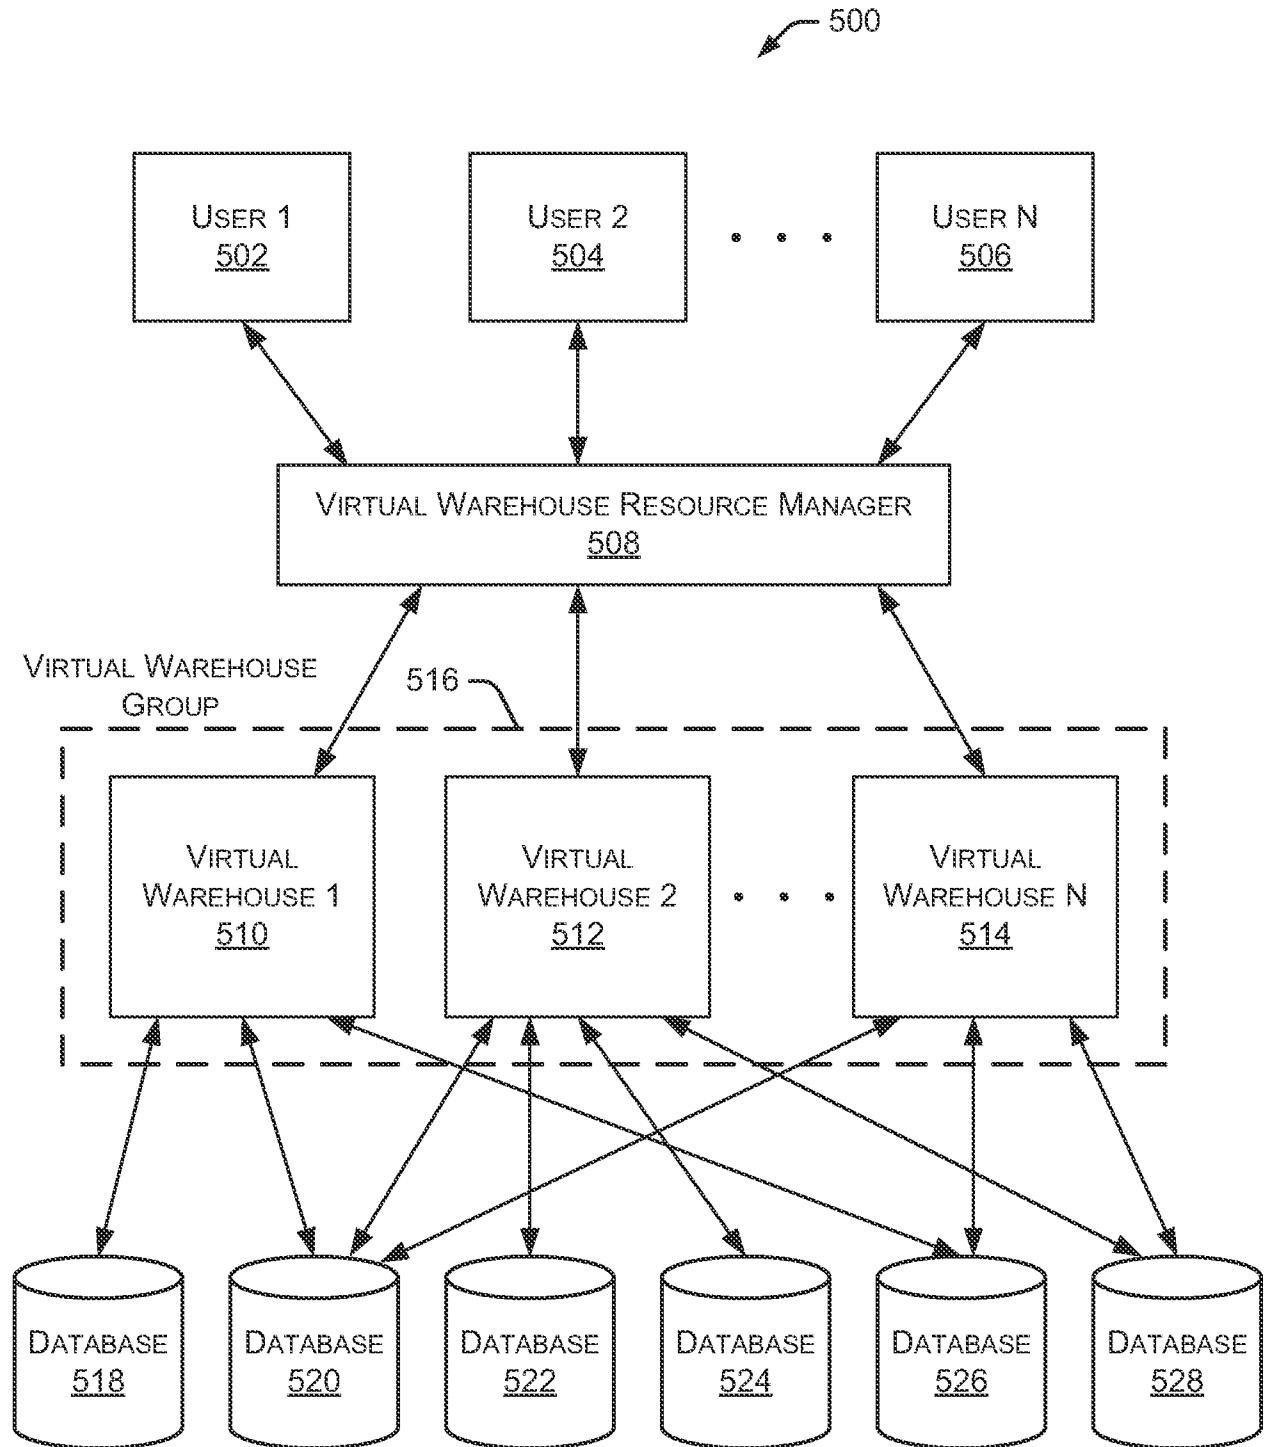 500
USER 1
502
USER 2
504
USER N
506
VIRTUAL WAREHOUSE RESOURCE MANAGER
508
VIRTUAL WAREHOUSE
GROUP
516
VIRTUAL
WAREHOUSE 1
510
VIRTUAL
WAREHOUSE 2
512
VIRTUAL
WAREHOUSE N
514
DATABASE
518
DATABASE
520
DATABASE
522
DATABASE
524
DATABASE
526
DATABASE
528